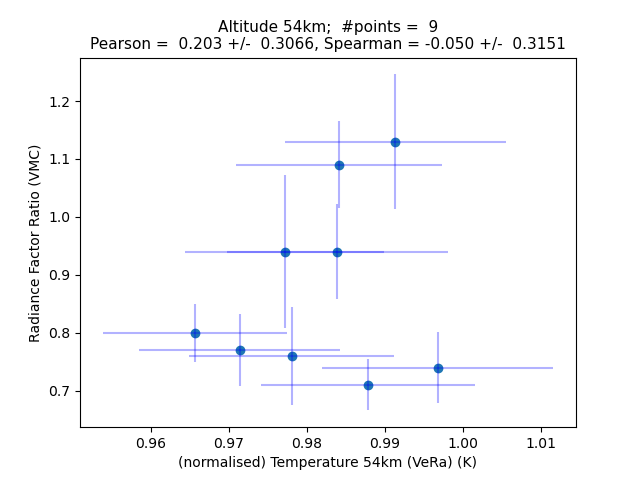 Altitude 54km;  #points =  9
Pearson =  0.203 +/-  0.3066, Spearman = -0.050 +/-  0.3151
1.2
1.1
1.0
0.9
0.8
0.7
Radiance Factor Ratio (VMC)
0.96 0.97 0.98 0.99 1.00 1.01
(normalised) Temperature 54km (VeRa) (K)